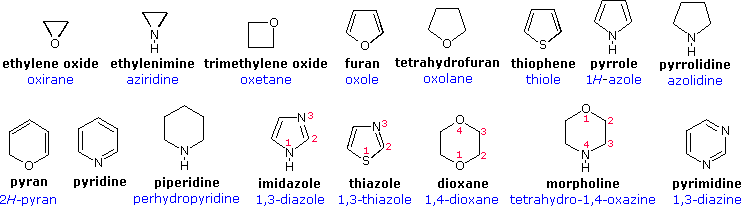 O N H O O O S N H N H
ethylene oxide ethylenimine trimethylene oxide furan tetrahydrofuran thiophene pyrrole pyrrolidine
oxirane aziridine oxetane oxole oxolane thiole 1H-azole azolidine
O N N H N 3 1 2 N H N 3 1 2 S O 4 3 1 2 O O 1 2 4 3 N H N N
pyran pyridine piperidine imidazole thiazole dioxane morpholine pyrimidine
2H-pyran perhydropyridine 1,3-diazole 1,3-thiazole 1,4-dioxane tetrahydro-1,4-oxazine 1,3-diazine